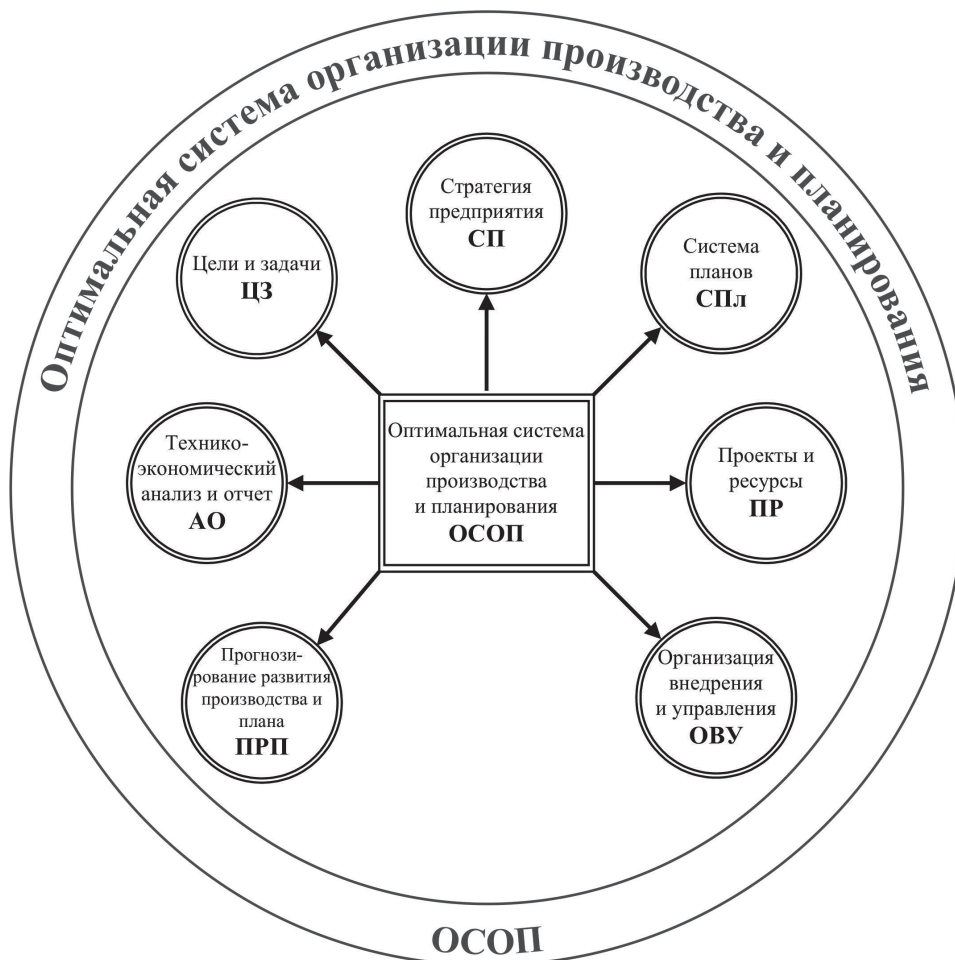 Оптимальная система организации производства и планирования
Стратегия
предприятия
СП
Цели и задачи
ЦЗ
Система
планов
СПл
Оптимальная система
организации
производства
и планирования
ОСОП
Технико-
экономический
анализ и отчет
АО
Проекты и
ресурсы
ПР
Прогнози-
рование развития
производства и
плана
ПРП
Организация
внедрения
и управления
ОВУ
ОСОП